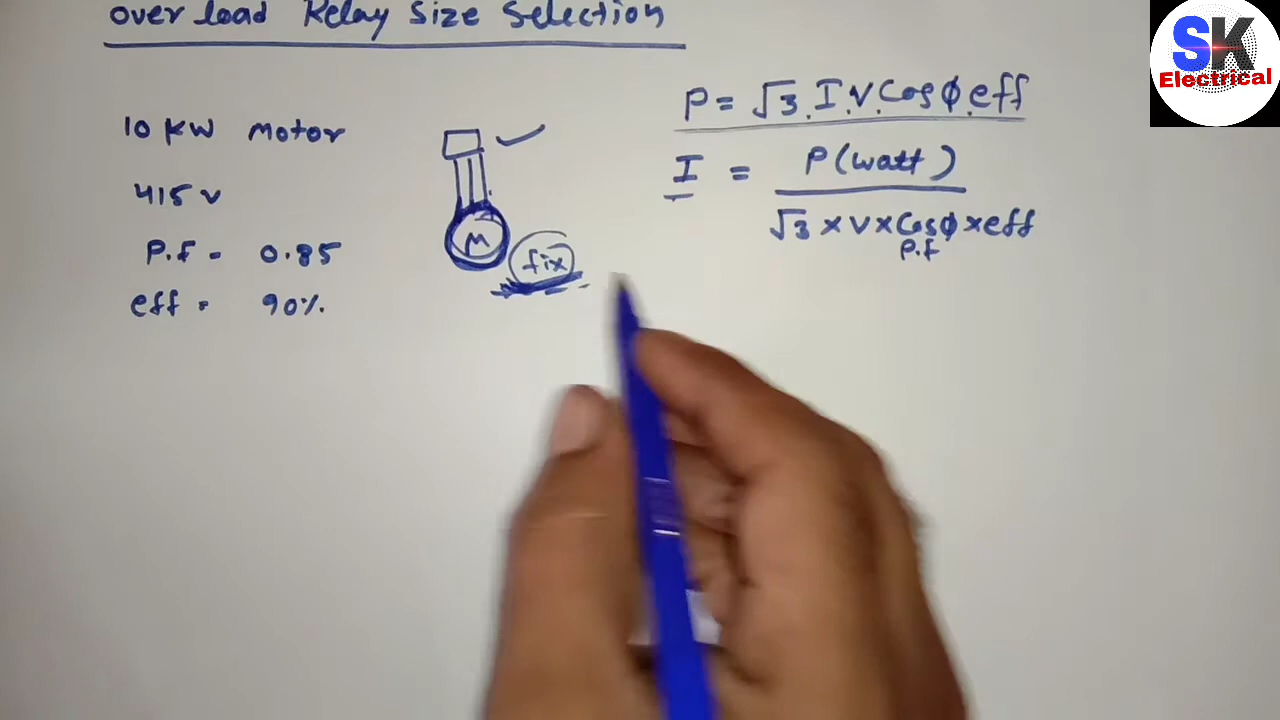 over load Relay Size Selection
SK
Electrical
P = √3 I V Cosϕ eff
10 KW motor
I = P(watt)
√3 × V × Cosϕ × eff
P.f
415 v
M
fix
P.f = 0.85
eff = 90%